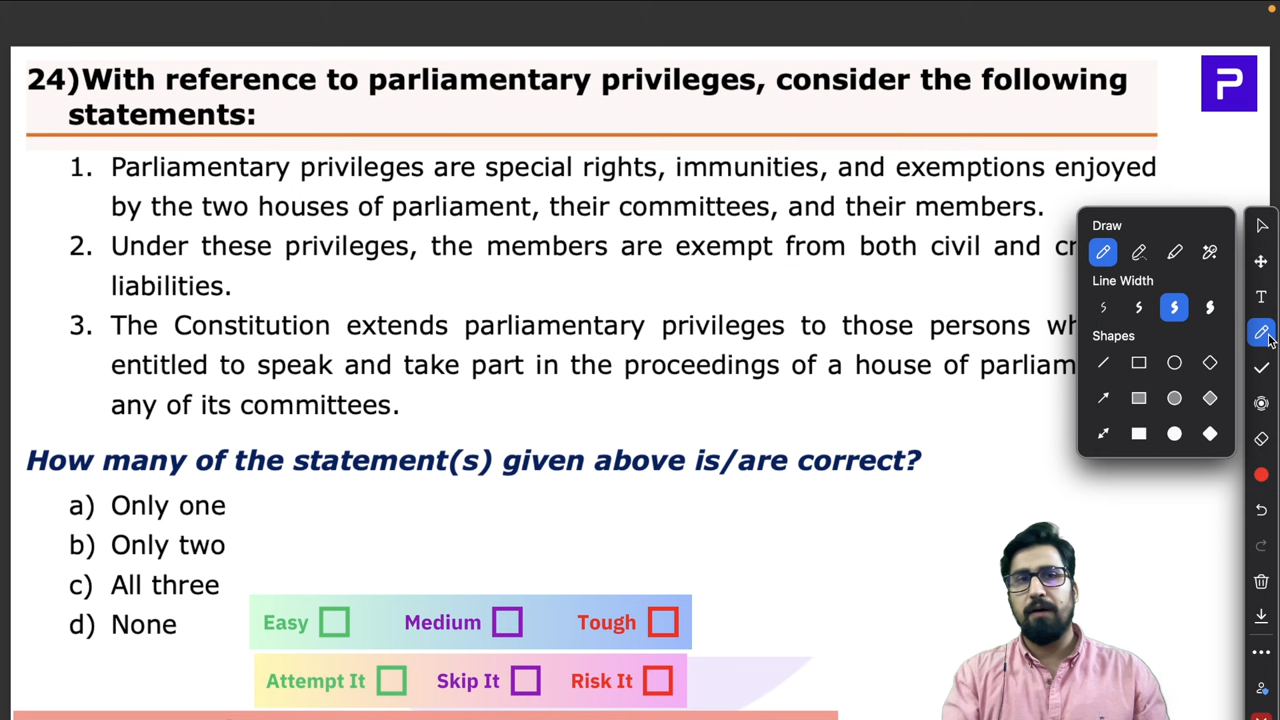 24)With reference to parliamentary privileges, consider the following
statements:
1. Parliamentary privileges are special rights, immunities, and exemptions enjoyed
by the two houses of parliament, their committees, and their members.
2. Under these privileges, the members are exempt from both civil and
liabilities.
3. The Constitution extends parliamentary privileges to those persons
entitled to speak and take part in the proceedings of a house of
any of its committees.
How many of the statement(s) given above is/are correct?
a) Only one
b) Only two
c) All three
d) None
Easy Medium Tough
Attempt It Skip It Risk It
P
Draw
Line Width
Shapes
T